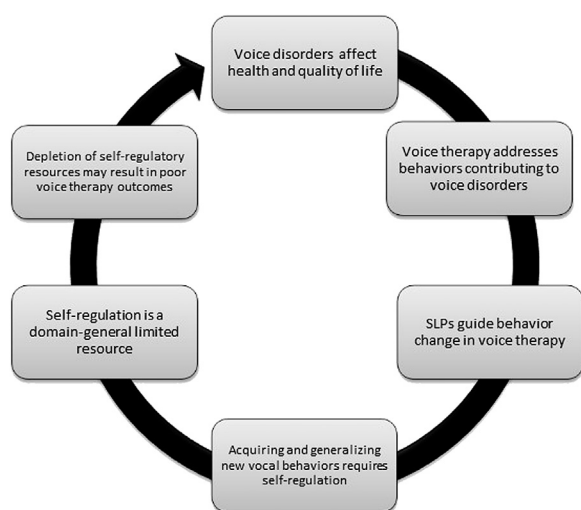 Voice disorders affect
health and quality of life
Voice therapy addresses
behaviors contributing to
voice disorders
SLPs guide behavior
change in voice therapy
Acquiring and generalizing
new vocal behaviors requires
self-regulation
Self-regulation is a
domain-general limited
resource
Depletion of self-regulatory
resources may result in poor
voice therapy outcomes